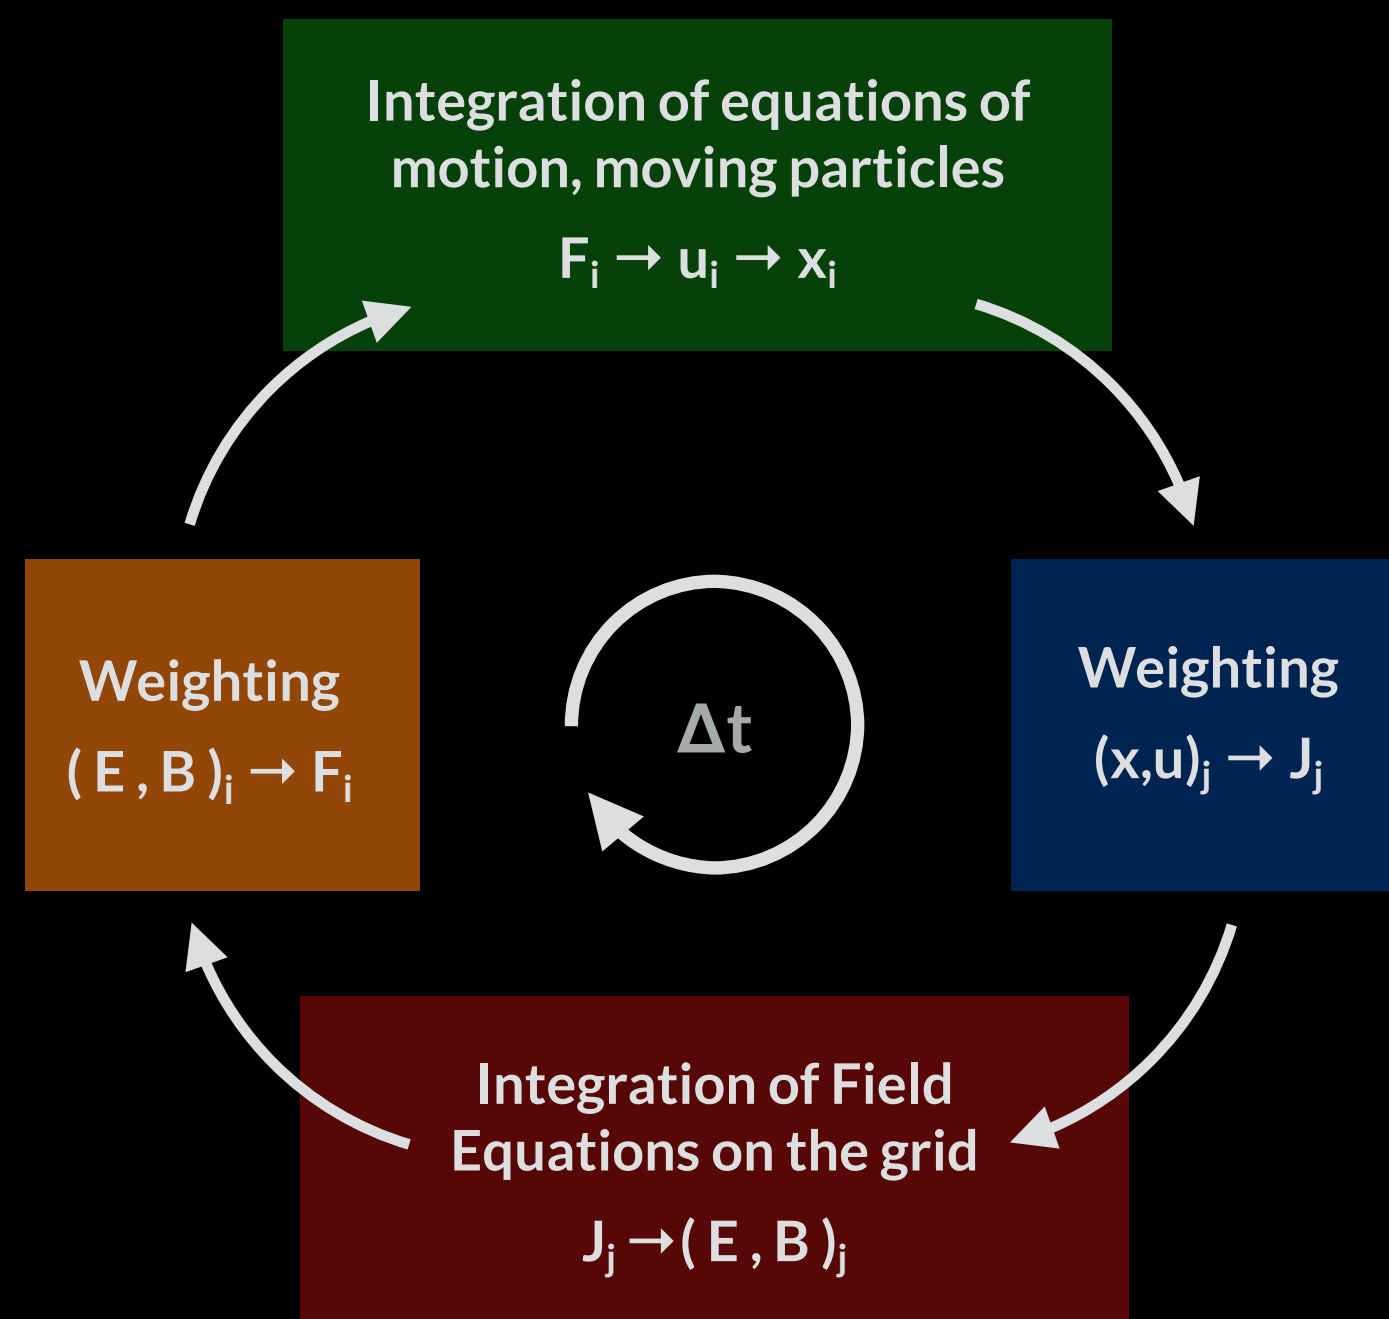 Integration of equations of
motion, moving particles
Fᵢ → uᵢ → xᵢ
Weighting
( E , B )ᵢ → Fᵢ
Δt
Weighting
(x,u)ⱼ → Jⱼ
Integration of Field
Equations on the grid
Jⱼ →( E , B )ⱼ